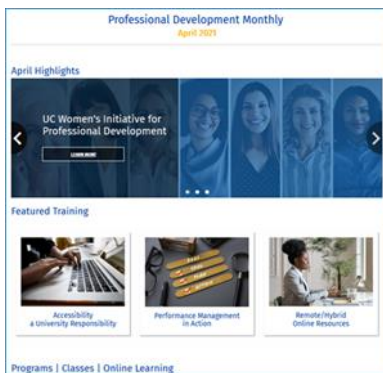 Professional Development Monthly
April 2021
April Highlights
UC Women's Initiative for
Professional Development
LEARN MORE
Featured Training
Accessibility
a University Responsibility
Performance Management
in Action
Remote/Hybrid
Online Resources
Programs | Classes | Online Learning